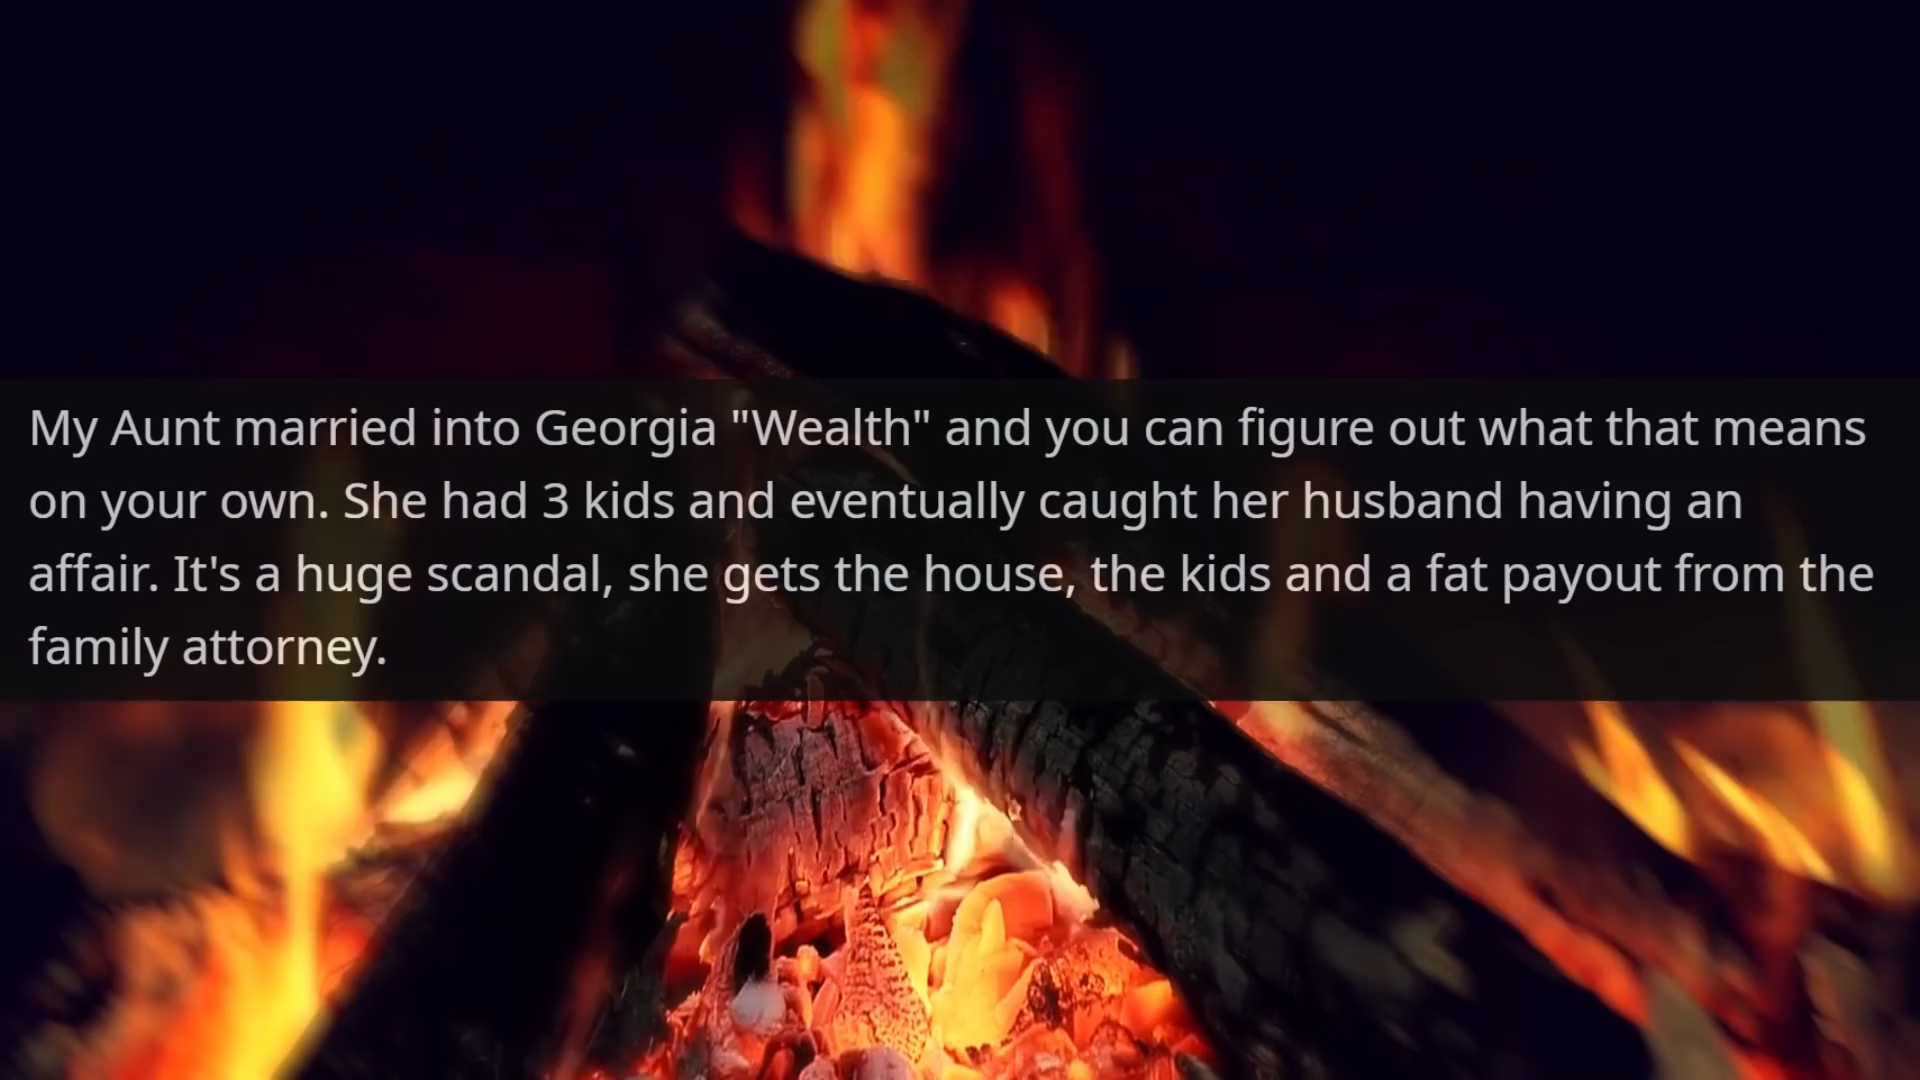 My Aunt married into Georgia "Wealth" and you can figure out what that means
on your own. She had 3 kids and eventually caught her husband having an
affair. It's a huge scandal, she gets the house, the kids and a fat payout from the
family attorney.